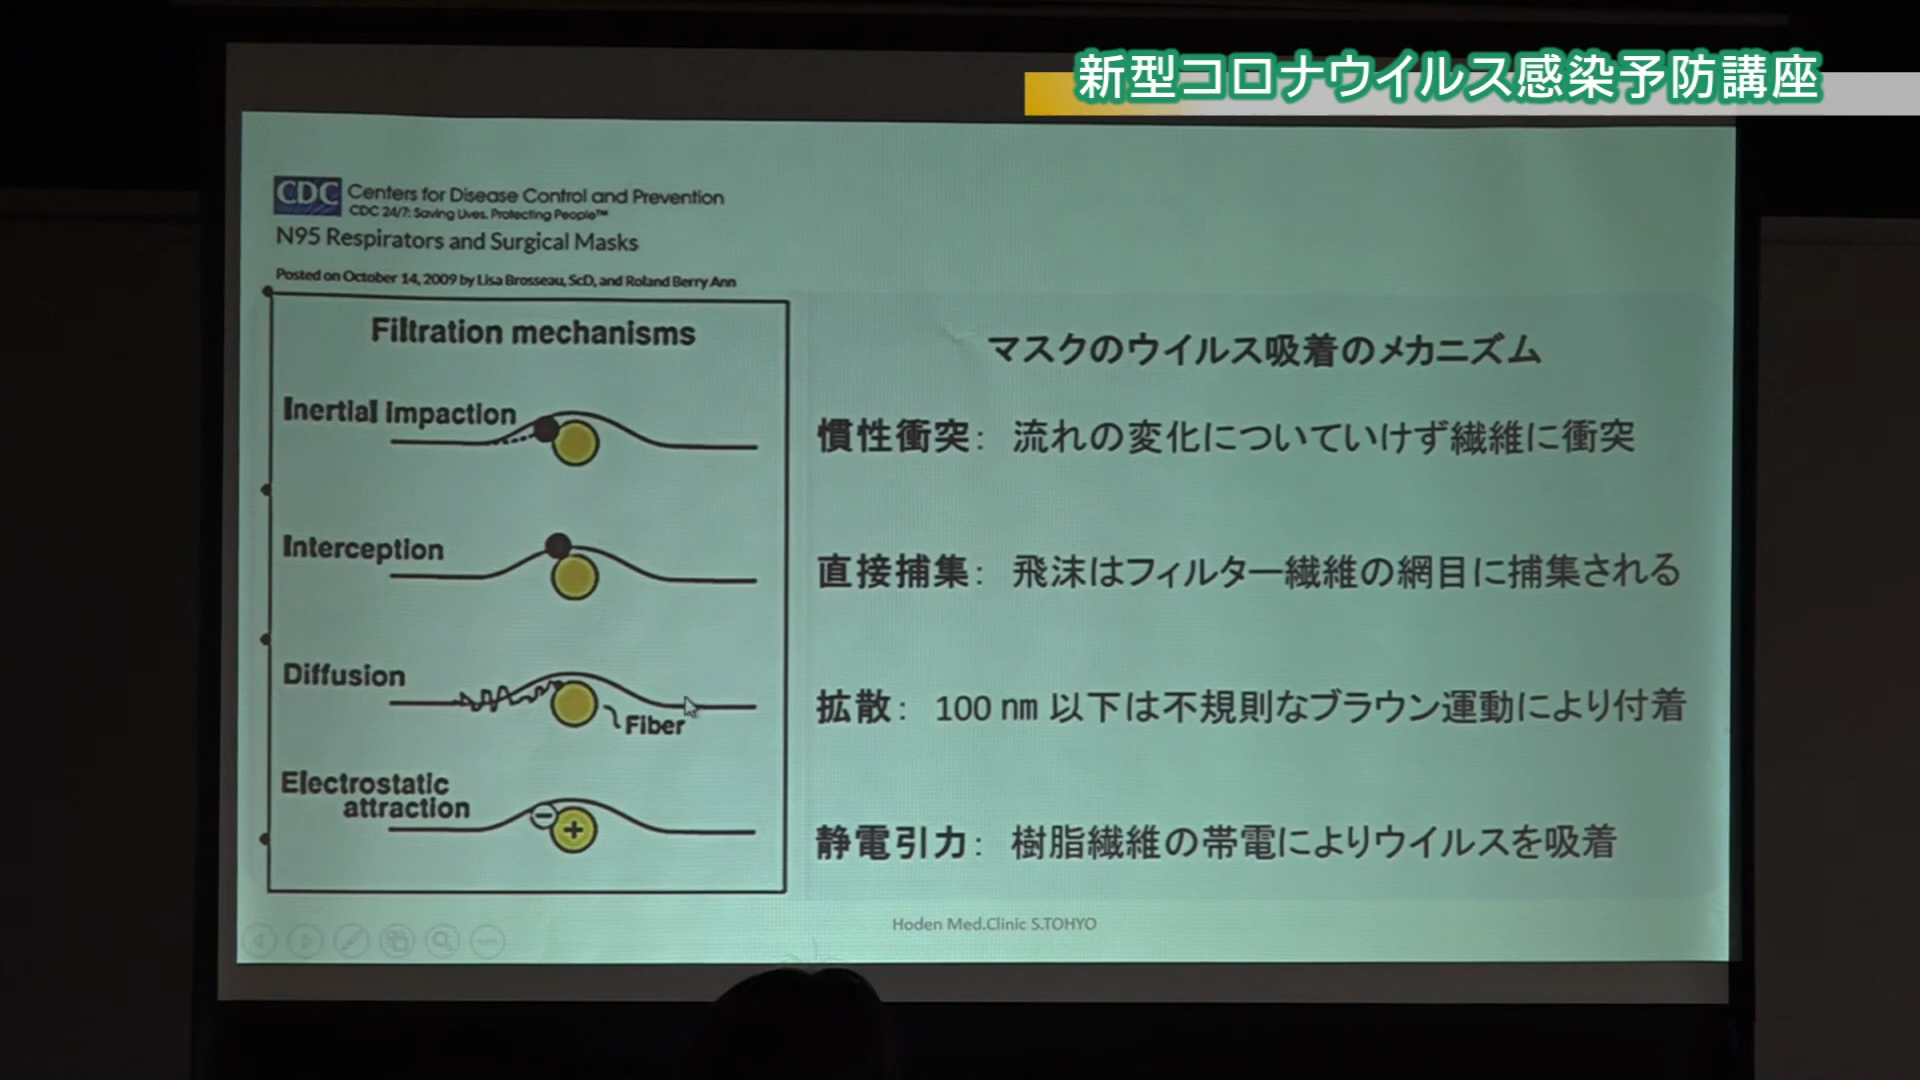 新型コロナウイルス感染予防講座
CDC Centers for Disease Control and Prevention
CDC 24/7: Saving Lives. Protecting People™
N95 Respirators and Surgical Masks
Posted on October 14, 2009 by Lisa Brosseau, ScD, and Roland Berry Ann
Filtration mechanisms
Inertial impaction
Interception
Diffusion
Fiber
Electrostatic
attraction
− +
マスクのウイルス吸着のメカニズム
慣性衝突： 流れの変化についていけず繊維に衝突
直接捕集： 飛沫はフィルター繊維の網目に捕集される
拡散： 100 ㎚ 以下は不規則なブラウン運動により付着
静電引力： 樹脂繊維の帯電によりウイルスを吸着
Hoden Med.Clinic S.TOHYO